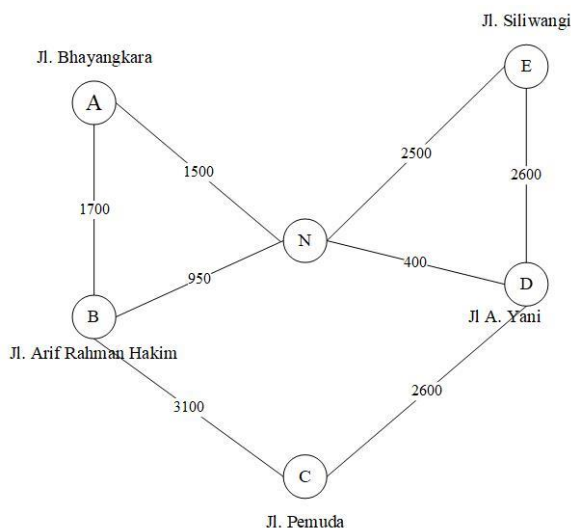 Jl. Siliwangi
E
Jl. Bhayangkara
A
2500
1500
2600
1700
N
400
950
D
Jl A. Yani
B
Jl. Arif Rahman Hakim
2600
3100
C
Jl. Pemuda